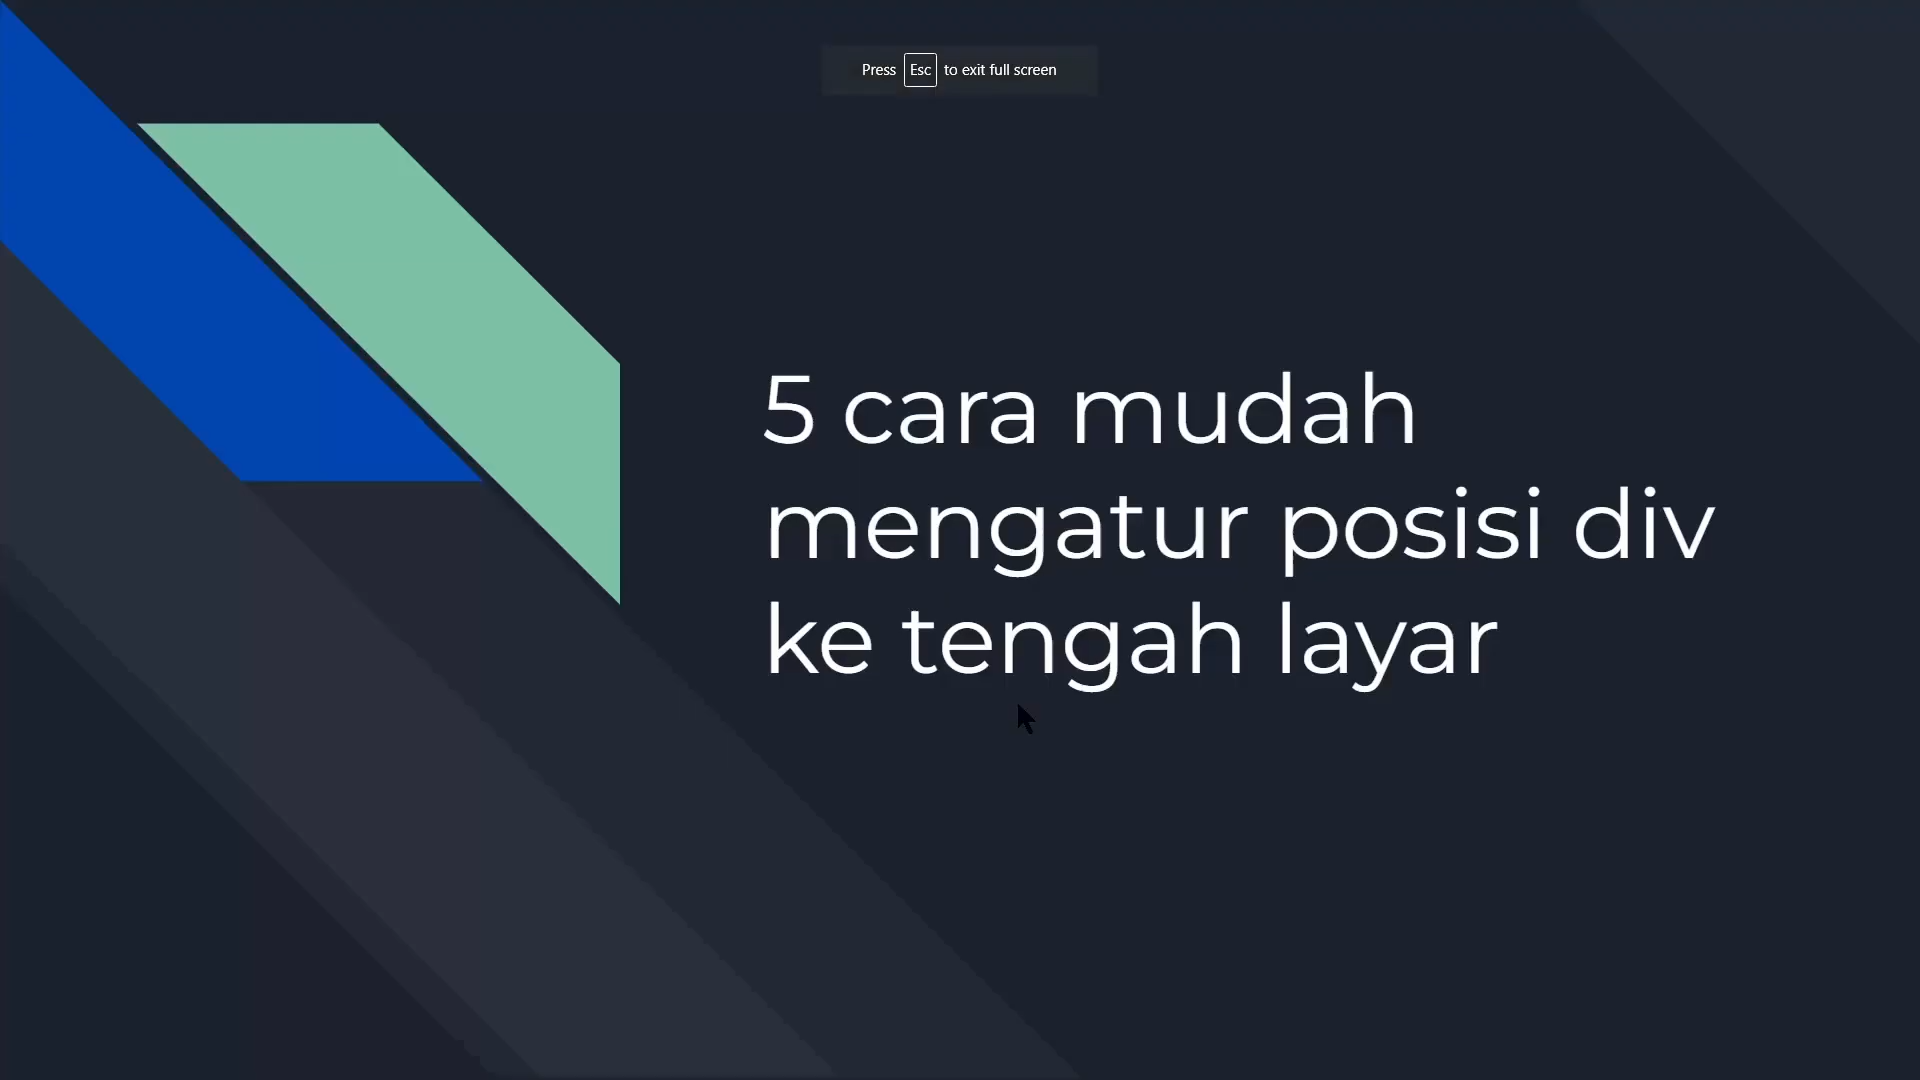 Press Esc to exit full screen
5 cara mudah
mengatur posisi div
ke tengah layar